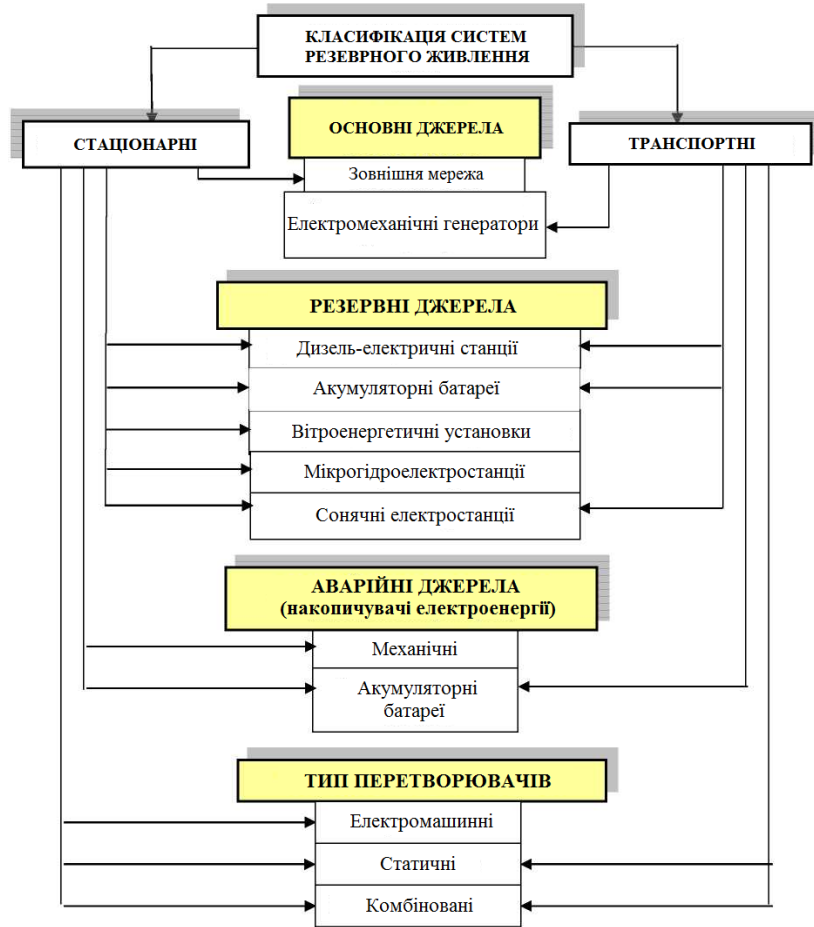 КЛАСИФІКАЦІЯ СИСТЕМ
РЕЗЕВРНОГО ЖИВЛЕННЯ
СТАЦІОНАРНІ
ОСНОВНІ ДЖЕРЕЛА
ТРАНСПОРТНІ
Зовнішня мережа
Електромеханічні генератори
РЕЗЕРВНІ ДЖЕРЕЛА
Дизель-електричні станції
Акумуляторні батареї
Вітроенергетичні установки
Мікрогідроелектростанції
Сонячні електростанції
АВАРІЙНІ ДЖЕРЕЛА
(накопичувачі електроенергії)
Механічні
Акумуляторні
батареї
ТИП ПЕРЕТВОРЮВАЧІВ
Електромашинні
Статичні
Комбіновані